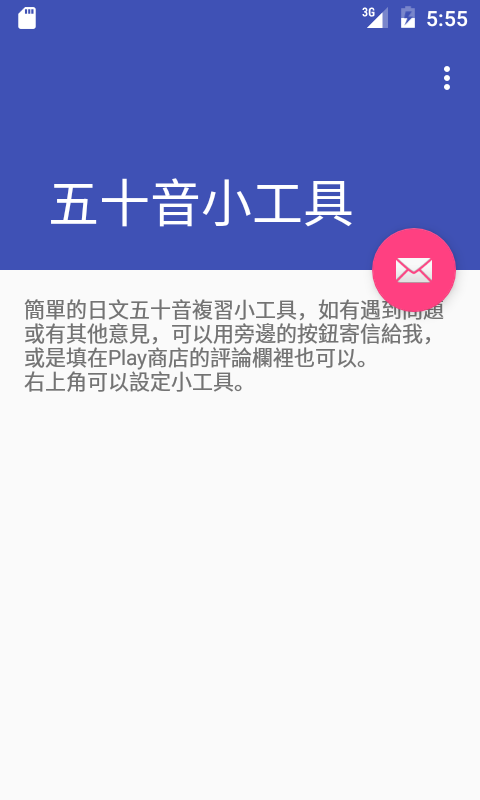 3G
5:55
五十音小工具
簡單的日文五十音複習小工具，如有遇到問題
或有其他意見，可以用旁邊的按鈕寄信給我，
或是填在Play商店的評論欄裡也可以。
右上角可以設定小工具。